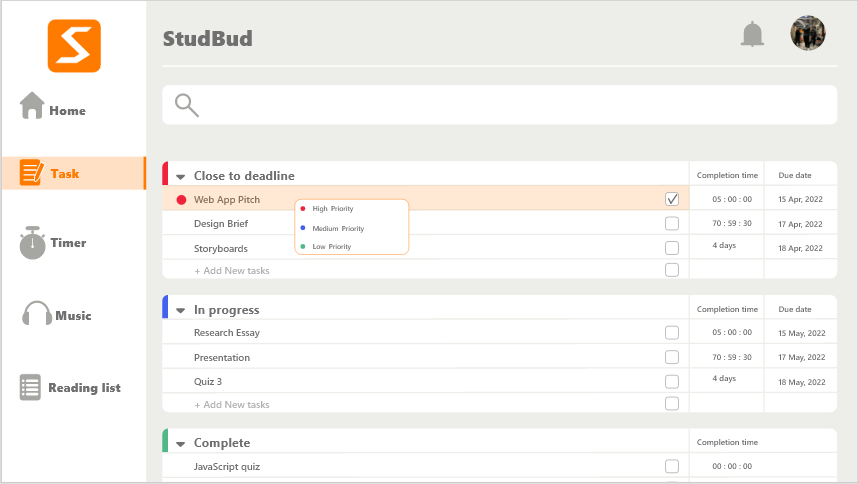 StudBud
Home
Task
Timer
Music
Reading list
Close to deadline Completion time Due date
Web App Pitch 05 : 00 : 00 15 Apr, 2022
High Priority
Medium Priority
Low Priority
Design Brief 70 : 59 : 30 17 Apr, 2022
Storyboards 4 days 18 Apr, 2022
+ Add New tasks
In progress Completion time Due date
Research Essay 05 : 00 : 00 15 May, 2022
Presentation 70 : 59 : 30 17 May, 2022
Quiz 3 4 days 18 May, 2022
+ Add New tasks
Complete Completion time
JavaScript quiz 00 : 00 : 00